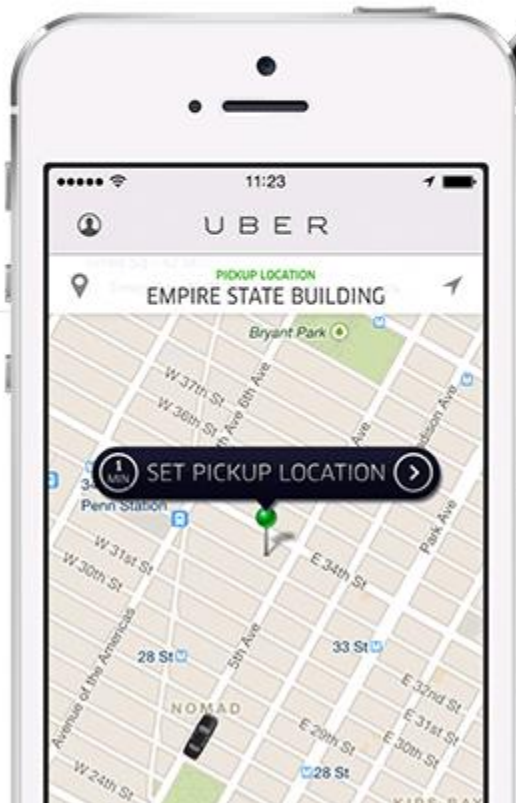 11:23
UBER
PICKUP LOCATION
EMPIRE STATE BUILDING
Bryant Park
W 37th St
6th Ave
W 36th St
Ave
Ave
1 MIN
SET PICKUP LOCATION
Penn Station
Park Ave
W 31st St
W 30th St
E 34th St
Avenue of the Americas
28 St
5th Ave
33 St
NOMAD
E 32nd St
E 31st St
E 30th St
E 29th St
28 St
W 24th St